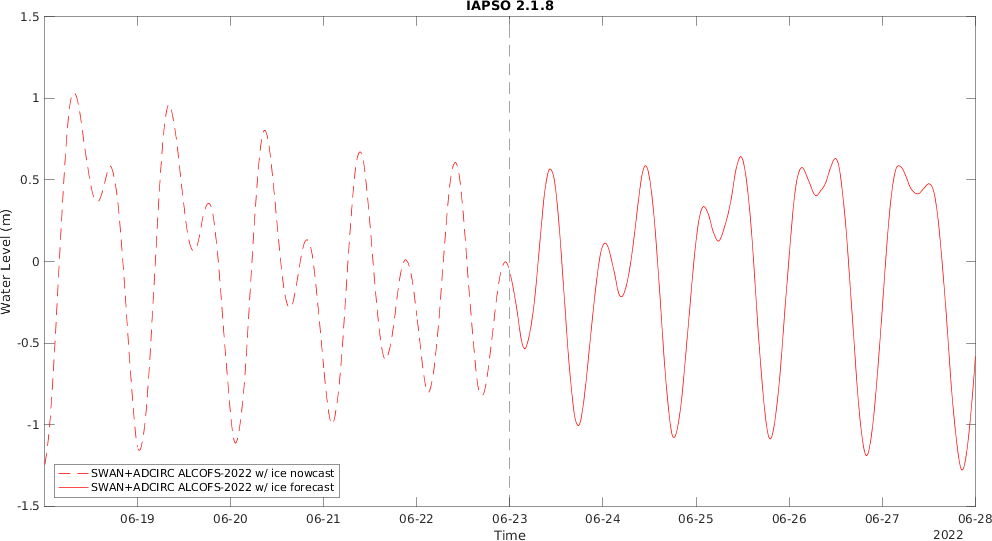 IAPSO 2.1.8
1.5
1
0.5
0
-0.5
-1
-1.5
Water Level (m)
SWAN+ADCIRC ALCOFS-2022 w/ ice nowcast
SWAN+ADCIRC ALCOFS-2022 w/ ice forecast
06-19 06-20 06-21 06-22 06-23 06-24 06-25 06-26 06-27 06-28
Time
2022